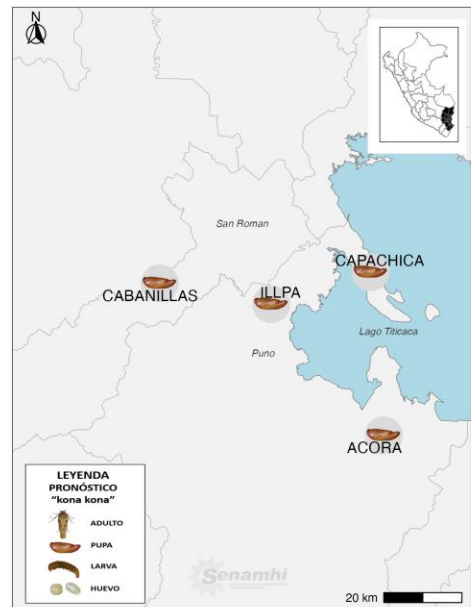 N
San Roman
CAPACHICA
CABANILLAS
ILLPA
Lago Titicaca
Puno
ACORA
LEYENDA
PRONÓSTICO
"kona kona"
ADULTO
PUPA
LARVA
HUEVO
Senamhi
20 km